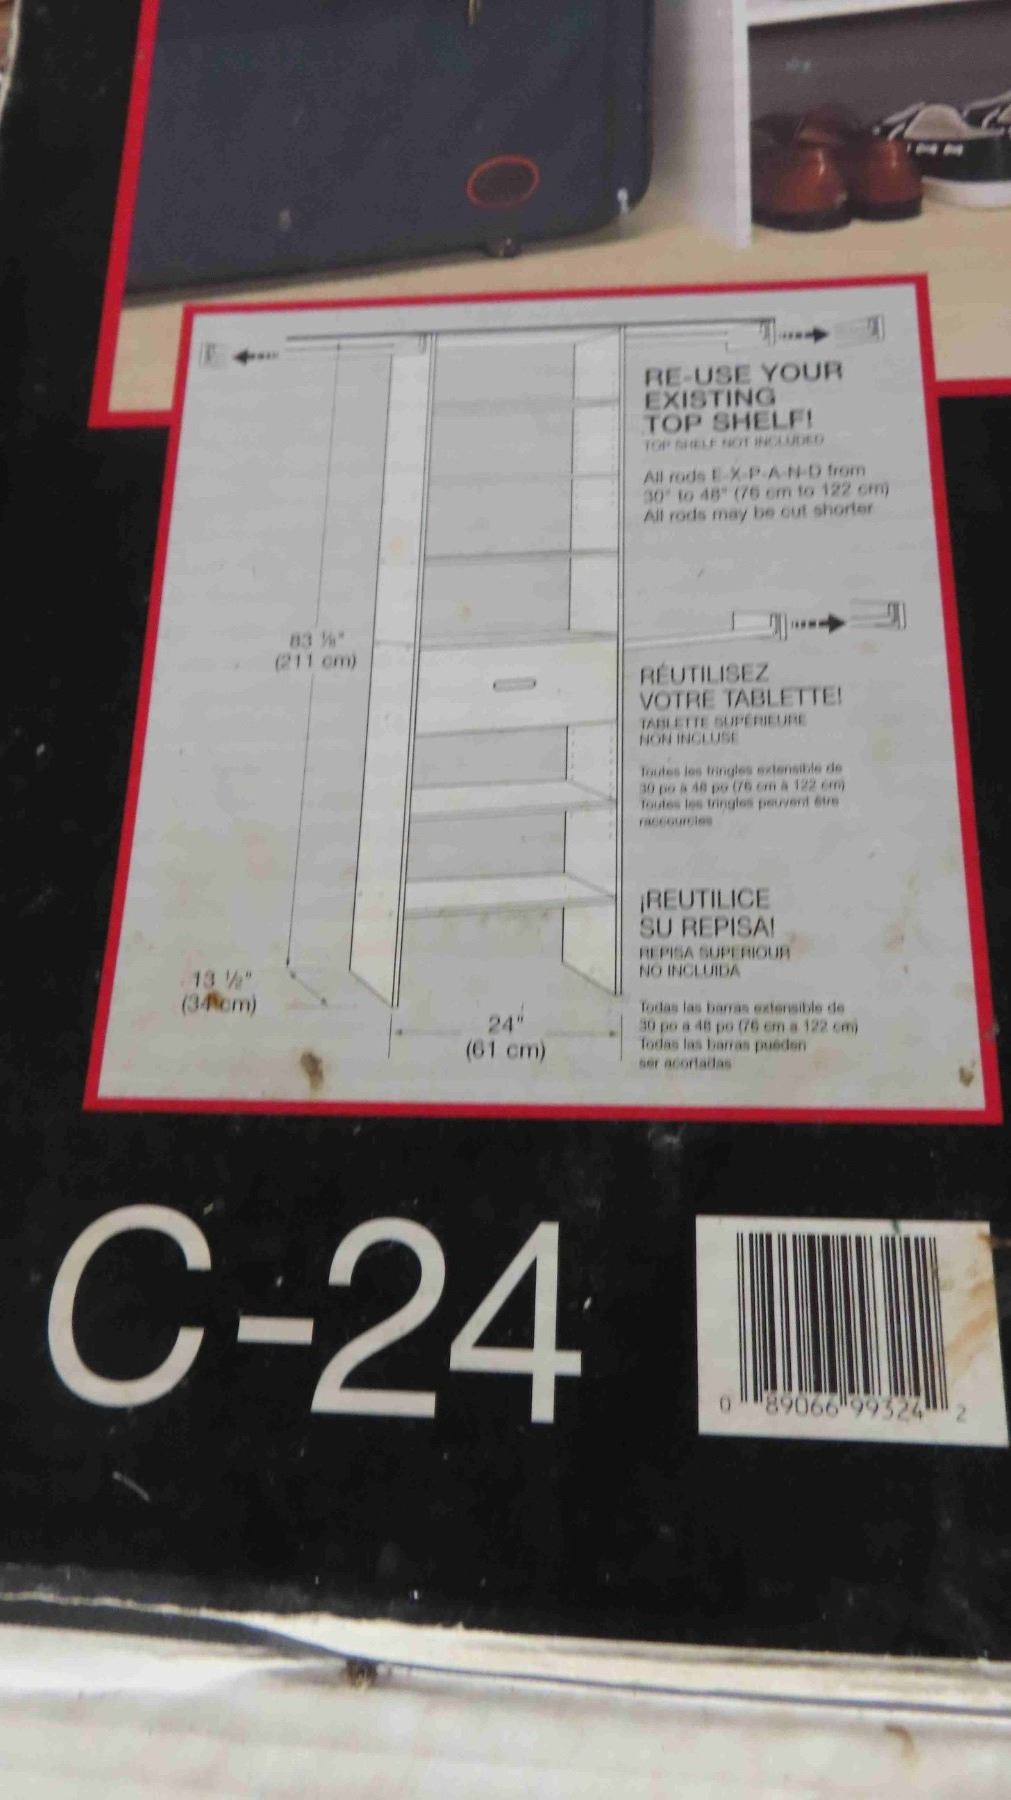 RE-USE YOUR
EXISTING
TOP SHELF!
TOP SHELF NOT INCLUDED
All rods E-X-P-A-N-D from
30" to 48" (76 cm to 122 cm)
All rods may be cut shorter
83 ⅛"
(211 cm)
RÉUTILISEZ
VOTRE TABLETTE!
TABLETTE SUPÉRIEURE
NON INCLUSE
Toutes les tringles extensible de
30 po à 48 po (76 cm à 122 cm)
Toutes les tringles peuvent être
raccourcies
¡REUTILICE
SU REPISA!
REPISA SUPERIOUR
NO INCLUIDA
Todas las barras extensible de
30 po a 48 po (76 cm a 122 cm)
Todas las barras pueden
ser acortadas
13 ½"
(34 cm)
24"
(61 cm)
C-24
0 89066 99324 2